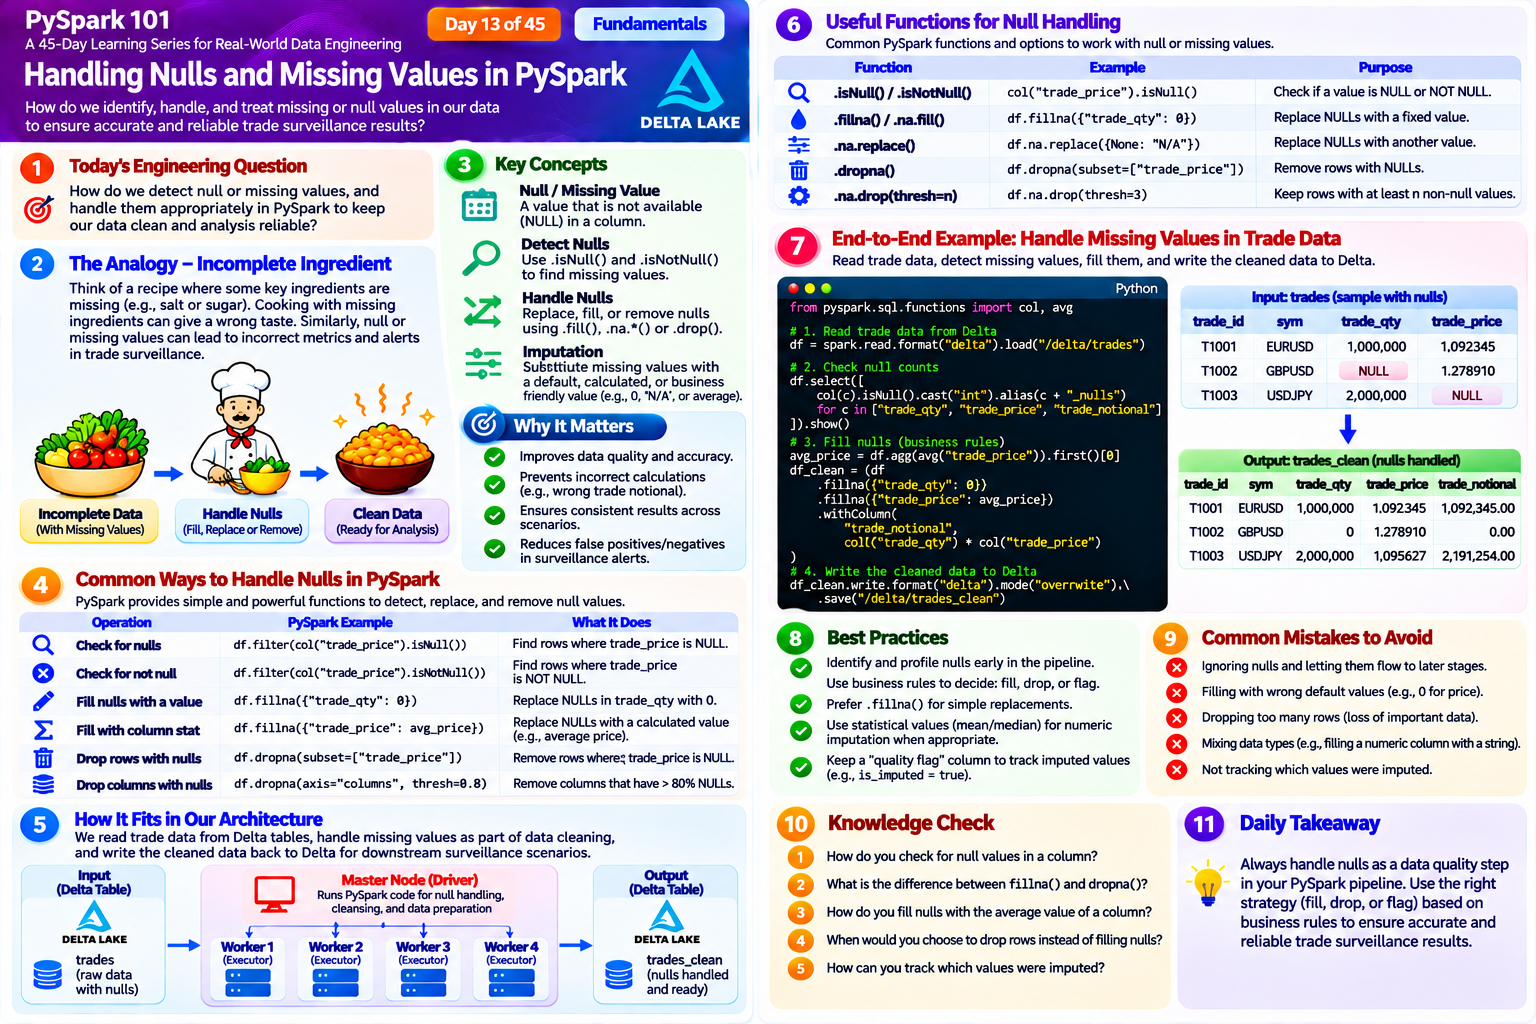 PySpark 101
A 45-Day Learning Series for Real-World Data Engineering
Day 13 of 45
Fundamentals
Handling Nulls and Missing Values in PySpark
How do we identify, handle, and treat missing or null values in our data
to ensure accurate and reliable trade surveillance results?
DELTA LAKE
1
Today's Engineering Question
How do we detect null or missing values, and
handle them appropriately in PySpark to keep
our data clean and analysis reliable?
2
The Analogy – Incomplete Ingredient
Think of a recipe where some key ingredients are
missing (e.g., salt or sugar). Cooking with missing
ingredients can give a wrong taste. Similarly, null or
missing values can lead to incorrect metrics and alerts
in trade surveillance.
Incomplete Data
(With Missing Values)
Handle Nulls
(Fill, Replace or Remove)
Clean Data
(Ready for Analysis)
3
Key Concepts
Null / Missing Value
A value that is not available
(NULL) in a column.
Detect Nulls
Use .isNull() and .isNotNull()
to find missing values.
Handle Nulls
Replace, fill, or remove nulls
using .fill(), .na.*() or .drop().
Imputation
Susttiute missing values with
a default, calculated, or business
friendly value (e.g., 0, "N/A", or average).
Why It Matters
Improves data quality and accuracy.
Prevents incorrect calculations
(e.g., wrong trade notional).
Ensures consistent results across
scenarios.
Reduces false positives/negatives
in surveillance alerts.
4
Common Ways to Handle Nulls in PySpark
PySpark provides simple and powerful functions to detect, replace, and remove null values.
Operation PySpark Example What It Does
Check for nulls df.filter(col("trade_price").isNull()) Find rows where trade_price is NULL.
Check for not null df.filter(col("trade_price").isNotNull()) Find rows where trade_price
is NOT NULL.
Fill nulls with a value df.fillna({"trade_qty": 0}) Replace NULLs in trade_qty with 0.
Fill with column stat df.fillna({"trade_price": avg_price}) Replace NULLs with a calculated value
(e.g., average price).
Drop rows with nulls df.dropna(subset=["trade_price"]) Remove rows where; trade_price is NULL.
Drop columns with nulls df.dropna(axis="columns", thresh=0.8) Remove columns that have > 80% NULLs.
5
How It Fits in Our Architecture
We read trade data from Delta tables, handle missing values as part of data cleaning,
and write the cleaned data back to Delta for downstream surveillance scenarios.
Input
(Delta Table)
DELTA LAKE
trades
(raw data
with nulls)
Master Node (Driver)
Runs PySpark code for null handling,
cleansing, and data preparation
Worker 1
(Executor)
Worker 2
(Executor)
Worker 3
(Executor)
Worker 4
(Executor)
Output
(Delta Table)
DELTA LAKE
trades_clean
(nulls handled
and ready)
6
Useful Functions for Null Handling
Common PySpark functions and options to work with null or missing values.
Function Example Purpose
.isNull() / .isNotNull() col("trade_price").isNull() Check if a value is NULL or NOT NULL.
.fillna() / .na.fill() df.fillna({"trade_qty": 0}) Replace NULLs with a fixed value.
.na.replace() df.na.replace({None: "N/A"}) Replace NULLs with another value.
.dropna() df.dropna(subset=["trade_price"]) Remove rows with NULLs.
.na.drop(thresh=n) df.na.drop(thresh=3) Keep rows with at least n non-null values.
7
End-to-End Example: Handle Missing Values in Trade Data
Read trade data, detect missing values, fill them, and write the cleaned data to Delta.
Python
from pyspark.sql.functions import col, avg
# 1. Read trade data from Delta
df = spark.read.format("delta").load("/delta/trades")
# 2. Check null counts
df.select([
col(c).isNull().cast("int").alias(c + "_nulls")
for c in ["trade_qty", "trade_price", "trade_notional"]
]).show()
# 3. Fill nulls (business rules)
avg_price = df.agg(avg("trade_price")).first()[0]
df_clean = (df
.fillna({"trade_qty": 0})
.fillna({"trade_price": avg_price})
.withColumn(
"trade_notional",
col(("trade_qty") * col("trade_price")
)
# 4. Write the cleaned data to Delta
df_clean.write.format("delta").mode("overrwite").\
.save("/delta/trades_clean")
Input: trades (sample with nulls)
trade_id sym trade_qty trade_price
T1001 EURUSD 1,000,000 1,092345
T1002 GBPUSD NULL 1.278910
T1003 USDJPY 2,000,000 NULL
Output: trades_clean (nulls handled)
trade_id sym trade_qty trade_price trade_notional
T1001 EURUSD 1,000,000 1.092345 1,092,345.00
T1002 GBPUSD 0 1.278910 0.00
T1003 USDJPY 2,000,000 1,095627 2,191,254.00
8
Best Practices
Identify and profile nulls early in the pipeline.
Use business rules to decide: fill, drop, or flag.
Prefer .fillna() for simple replacements.
Use statistical values (mean/median) for numeric
imputation when appropriate.
Keep a "quality flag" column to track imputed values
(e.g., is_imputed = true).
9
Common Mistakes to Avoid
Ignoring nulls and letting them flow to later stages.
Filling with wrong default values (e.g., 0 for price).
Dropping too many rows (loss of important data).
Mixing data types (e.g., filling a numeric column with a string).
Not tracking which values were imputed.
10
Knowledge Check
1 How do you check for null values in a column?
2 What is the difference between fillna() and dropna()?
3 How do you fill nulls with the average value of a column?
4 When would you choose to drop rows instead of filling nulls?
5 How can you track which values were imputed?
11
Daily Takeaway
Always handle nulls as a data quality step
in your PySpark pipeline. Use the right
strategy (fill, drop, or flag) based on
business rules to ensure accurate and
reliable trade surveillance results.